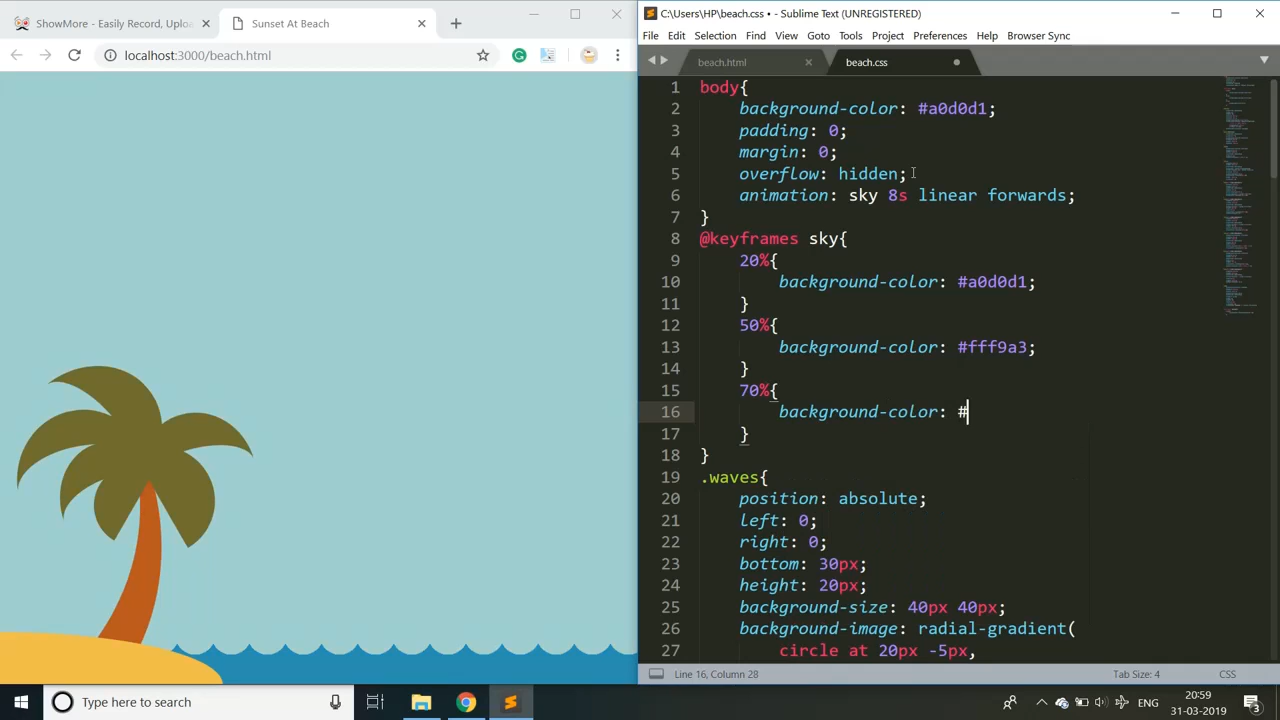 ShowMore - Easily Record, Uploa
Sunset At Beach
localhost:3000/beach.html
C:\Users\HP\beach.css • - Sublime Text (UNREGISTERED)
File Edit Selection Find View Goto Tools Project Preferences Help Browser Sync
beach.html
beach.css
1 body{
2 background-color: #a0d0d1;
3 padding: 0;
4 margin: 0;
5 overflow: hidden;
6 animation: sky 8s linear forwards;
7 }
8 @keyframes sky{
9 20%{
10 background-color: #a0d0d1;
11 }
12 50%{
13 background-color: #fff9a3;
14 }
15 70%{
16 background-color: #
17 }
18 }
19 .waves{
20 position: absolute;
21 left: 0;
22 right: 0;
23 bottom: 30px;
24 height: 20px;
25 background-size: 40px 40px;
26 background-image: radial-gradient(
27 circle at 20px -5px,
Line 16, Column 28
Tab Size: 4
CSS
Type here to search
ENG
20:59
31-03-2019
3